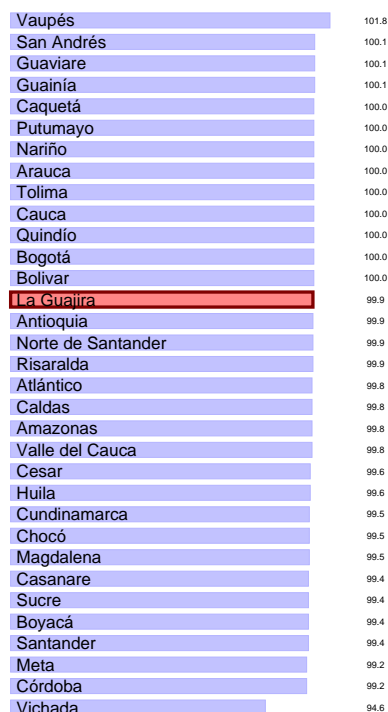 Vaupés 101.8
San Andrés 100.1
Guaviare 100.1
Guainía 100.1
Caquetá 100.0
Putumayo 100.0
Nariño 100.0
Arauca 100.0
Tolima 100.0
Cauca 100.0
Quindío 100.0
Bogotá 100.0
Bolivar 100.0
La Guajira 99.9
Antioquia 99.9
Norte de Santander 99.9
Risaralda 99.9
Atlántico 99.8
Caldas 99.8
Amazonas 99.8
Valle del Cauca 99.8
Cesar 99.6
Huila 99.6
Cundinamarca 99.5
Chocó 99.5
Magdalena 99.5
Casanare 99.4
Sucre 99.4
Boyacá 99.4
Santander 99.4
Meta 99.2
Córdoba 99.2
Vichada 94.6